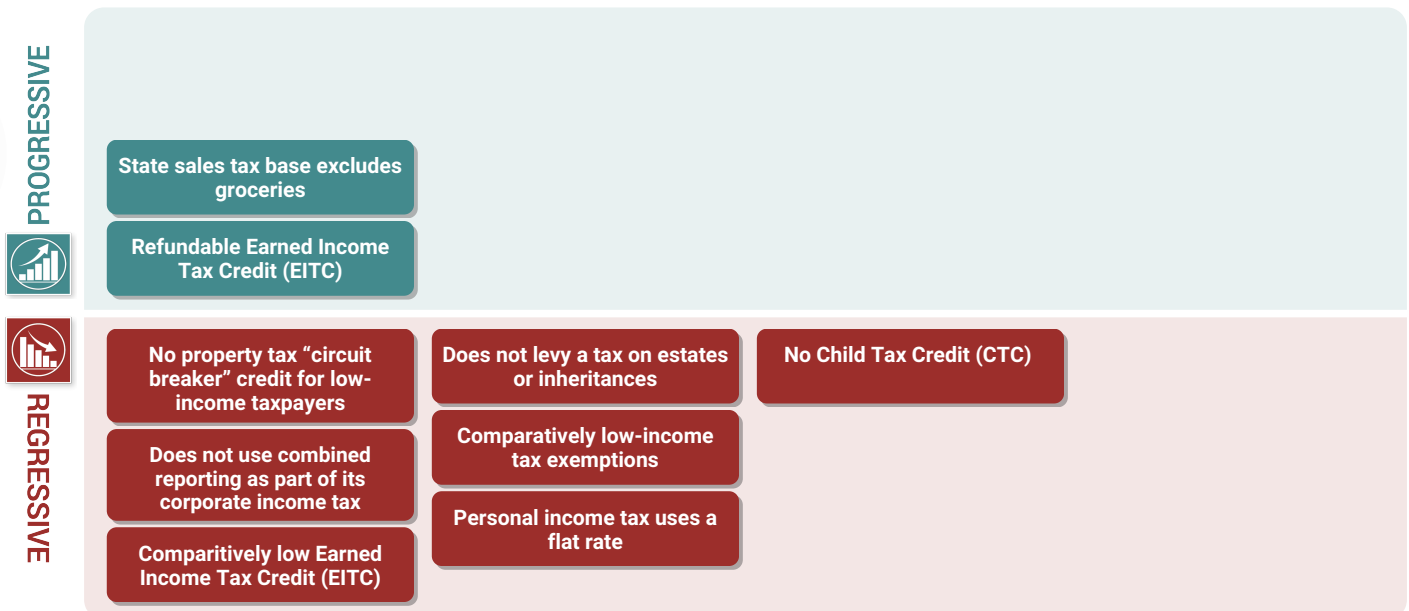 PROGRESSIVE
State sales tax base excludes
groceries
Refundable Earned Income
Tax Credit (EITC)
REGRESSIVE
No property tax “circuit
breaker” credit for low-
income taxpayers
Does not use combined
reporting as part of its
corporate income tax
Comparitively low Earned
Income Tax Credit (EITC)
Does not levy a tax on estates
or inheritances
Comparatively low-income
tax exemptions
Personal income tax uses a
flat rate
No Child Tax Credit (CTC)